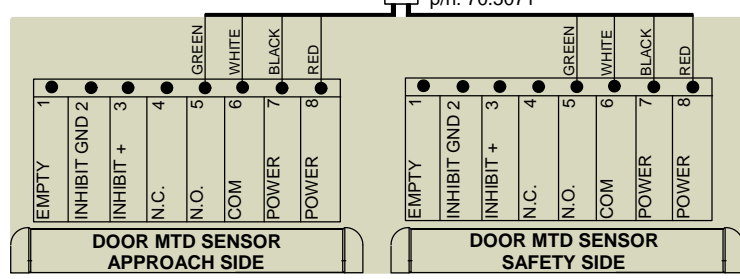 p/n: 70.5071
GREEN
WHITE
BLACK
RED
1
2
3
4
5
6
7
8
EMPTY
INHIBIT GND
INHIBIT +
N.C.
N.O.
COM
POWER
POWER
DOOR MTD SENSOR
APPROACH SIDE
GREEN
WHITE
BLACK
RED
1
2
3
4
5
6
7
8
EMPTY
INHIBIT GND
INHIBIT +
N.C.
N.O.
COM
POWER
POWER
DOOR MTD SENSOR
SAFETY SIDE